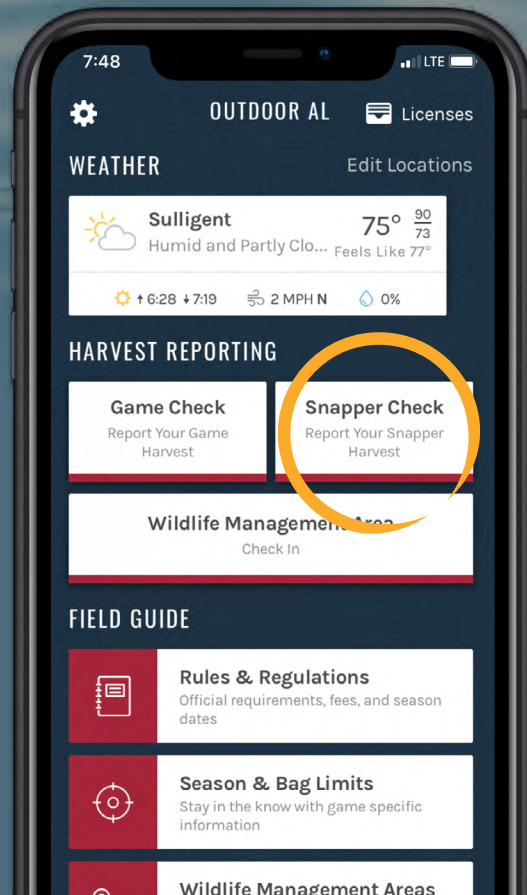 7:48
LTE
OUTDOOR AL
Licenses
WEATHER
Edit Locations
Sulligent
Humid and Partly Clo...
75°
90
73
Feels Like 77°
↑ 6:28 ↓ 7:19
2 MPH N
0%
HARVEST REPORTING
Game Check
Report Your Game
Harvest
Snapper Check
Report Your Snapper
Harvest
Wildlife Management Area
Check In
FIELD GUIDE
Rules & Regulations
Official requirements, fees, and season
dates
Season & Bag Limits
Stay in the know with game specific
information
Wildlife Management Areas